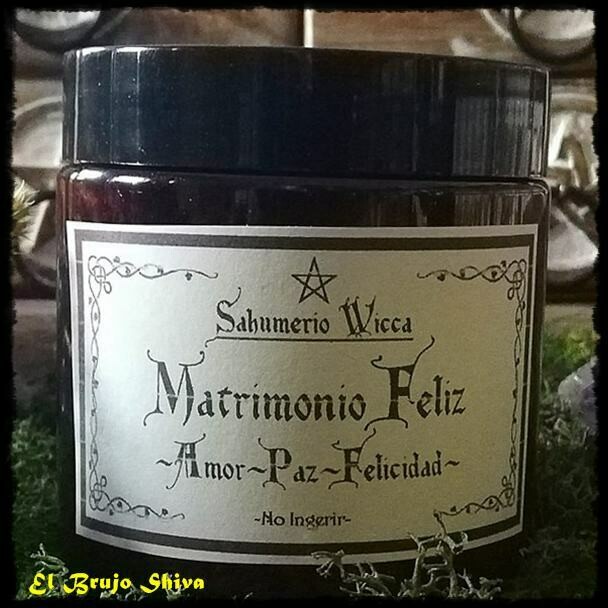 Sahumerio Wicca
Matrimonio Feliz
~Amor~Paz~Felicidad~
-No Ingerir-
El Brujo Shiva